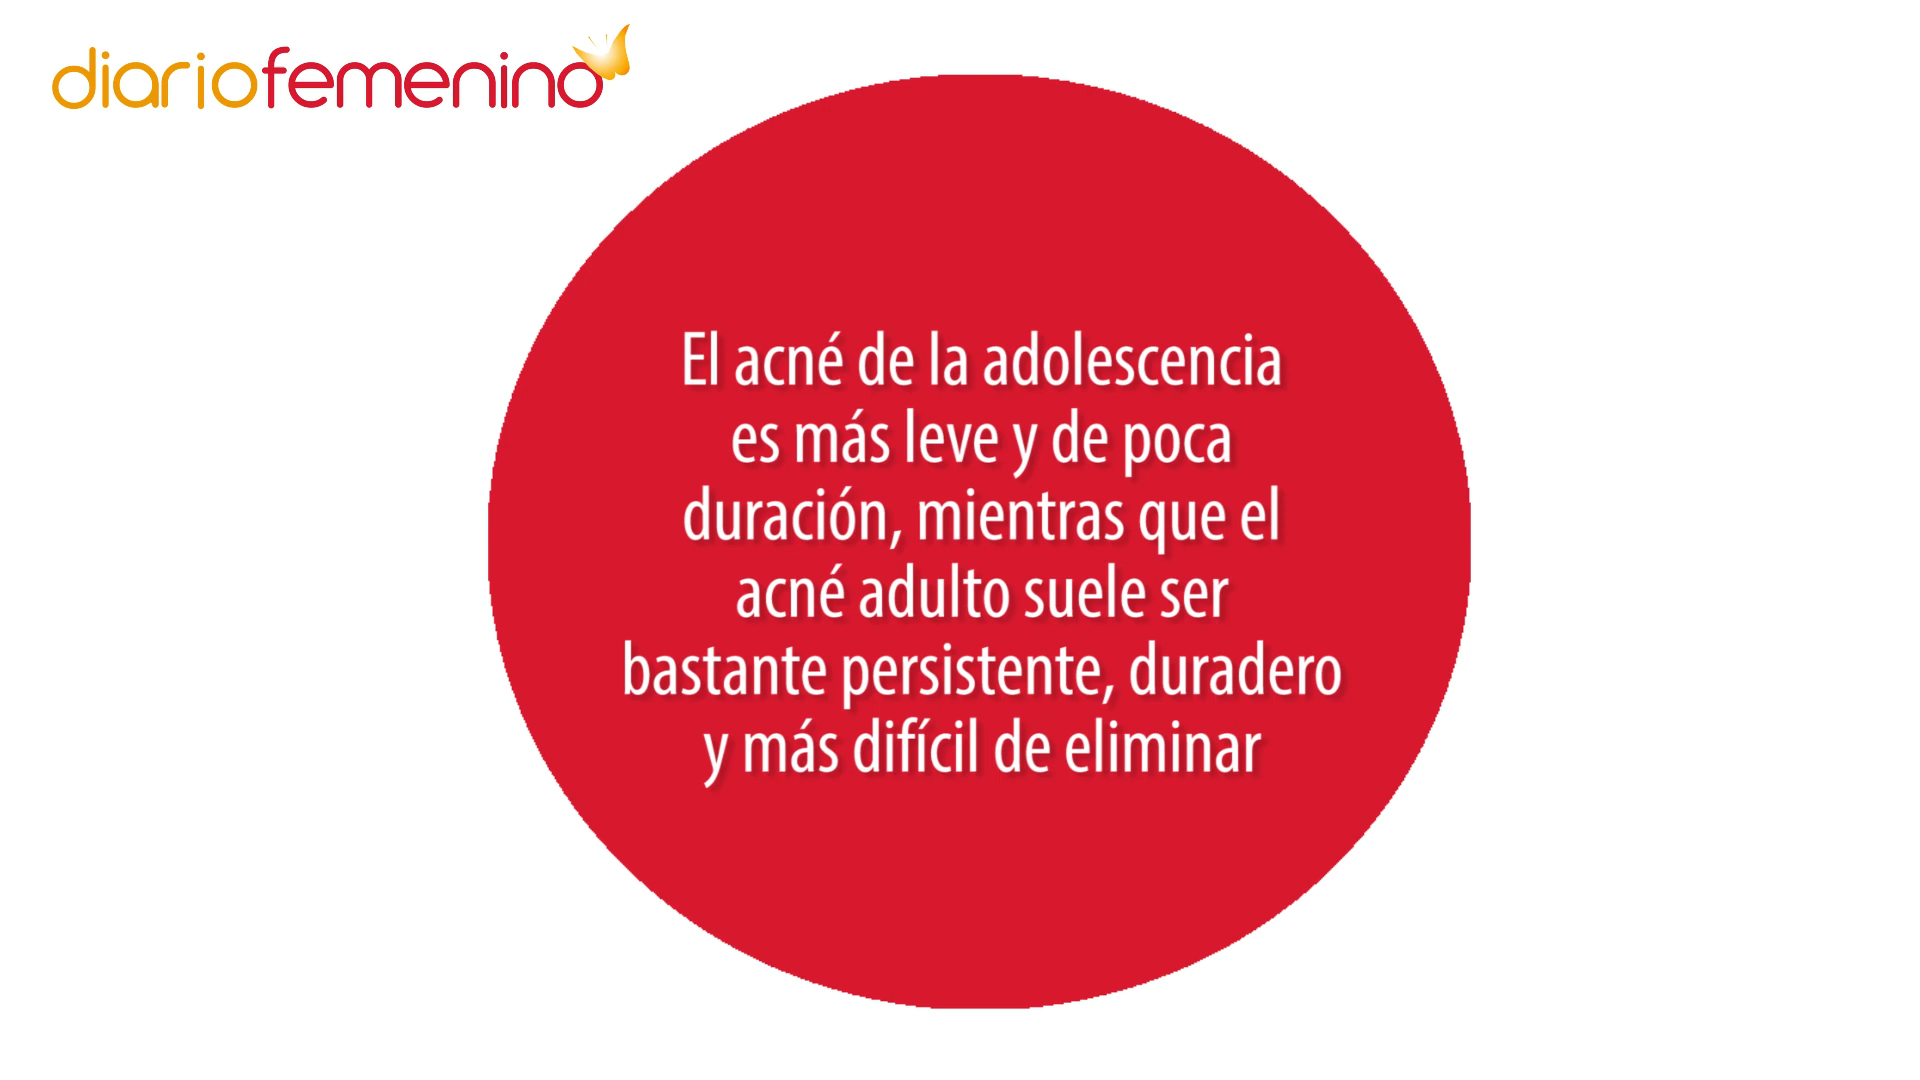 diariofemenino
El acné de la adolescencia
es más leve y de poca
duración, mientras que el
acné adulto suele ser
bastante persistente, duradero
y más difícil de eliminar